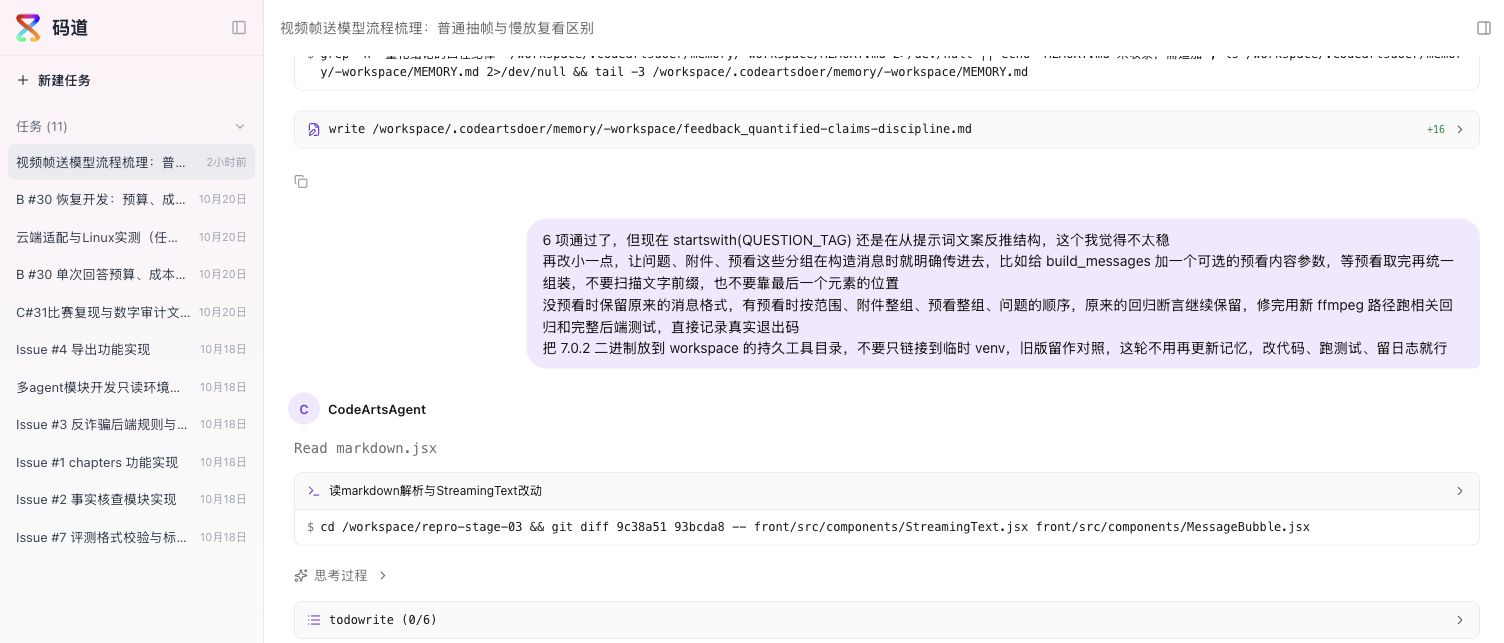 码道
新建任务
任务 (11)
视频帧送模型流程梳理：普... 2小时前
B #30 恢复开发：预算、成... 10月20日
云端适配与Linux实测（任... 10月20日
B #30 单次回答预算、成本... 10月20日
C#31比赛复现与数字审计文... 10月20日
Issue #4 导出功能实现 10月18日
多agent模块开发只读环境... 10月18日
Issue #3 反诈骗后端规则与... 10月18日
Issue #1 chapters 功能实现 10月18日
Issue #2 事实核查模块实现 10月18日
Issue #7 评测格式校验与标... 10月18日
视频帧送模型流程梳理：普通抽帧与慢放复看区别
y/-workspace/MEMORY.md 2>/dev/null && tail -3 /workspace/.codeartsdoer/memory/-workspace/MEMORY.md
write /workspace/.codeartsdoer/memory/-workspace/feedback_quantified-claims-discipline.md +16
6 项通过了，但现在 startswith(QUESTION_TAG) 还是在从提示词文案反推结构，这个我觉得不太稳
再改小一点，让问题、附件、预看这些分组在构造消息时就明确传进去，比如给 build_messages 加一个可选的预看内容参数，等预看取完再统一
组装，不要扫描文字前缀，也不要靠最后一个元素的位置
没预看时保留原来的消息格式，有预看时按范围、附件整组、预看整组、问题的顺序，原来的回归断言继续保留，修完用新 ffmpeg 路径跑相关回
归和完整后端测试，直接记录真实退出码
把 7.0.2 二进制放到 workspace 的持久工具目录，不要只链接到临时 venv，旧版留作对照，这轮不用再更新记忆，改代码、跑测试、留日志就行
C CodeArtsAgent
Read markdown.jsx
读markdown解析与StreamingText改动
$ cd /workspace/repro-stage-03 && git diff 9c38a51 93bcda8 -- front/src/components/StreamingText.jsx front/src/components/MessageBubble.jsx
思考过程
todowrite (0/6)